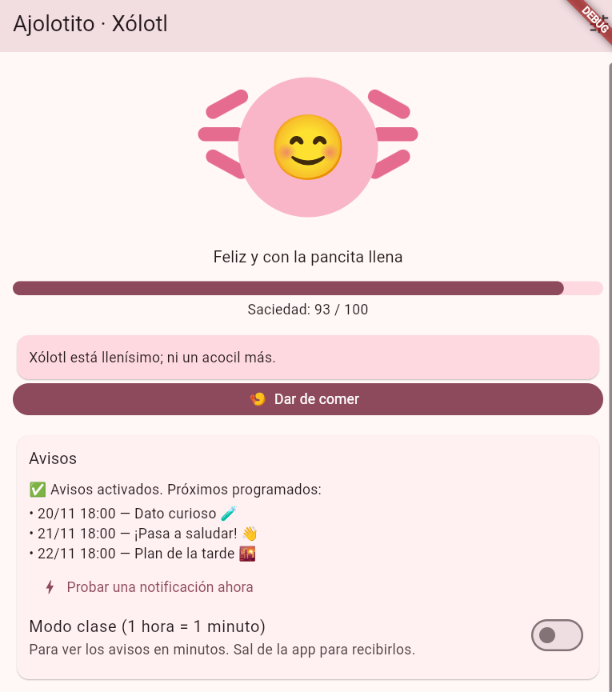 Ajolotito · Xólotl
DEBUG
Feliz y con la pancita llena
Saciedad: 93 / 100
Xólotl está llenísimo; ni un acocil más.
🍤 Dar de comer
Avisos
✅ Avisos activados. Próximos programados:
• 20/11 18:00 — Dato curioso 🧪
• 21/11 18:00 — ¡Pasa a saludar! 👋
• 22/11 18:00 — Plan de la tarde 🌇
Probar una notificación ahora
Modo clase (1 hora = 1 minuto)
Para ver los avisos en minutos. Sal de la app para recibirlos.